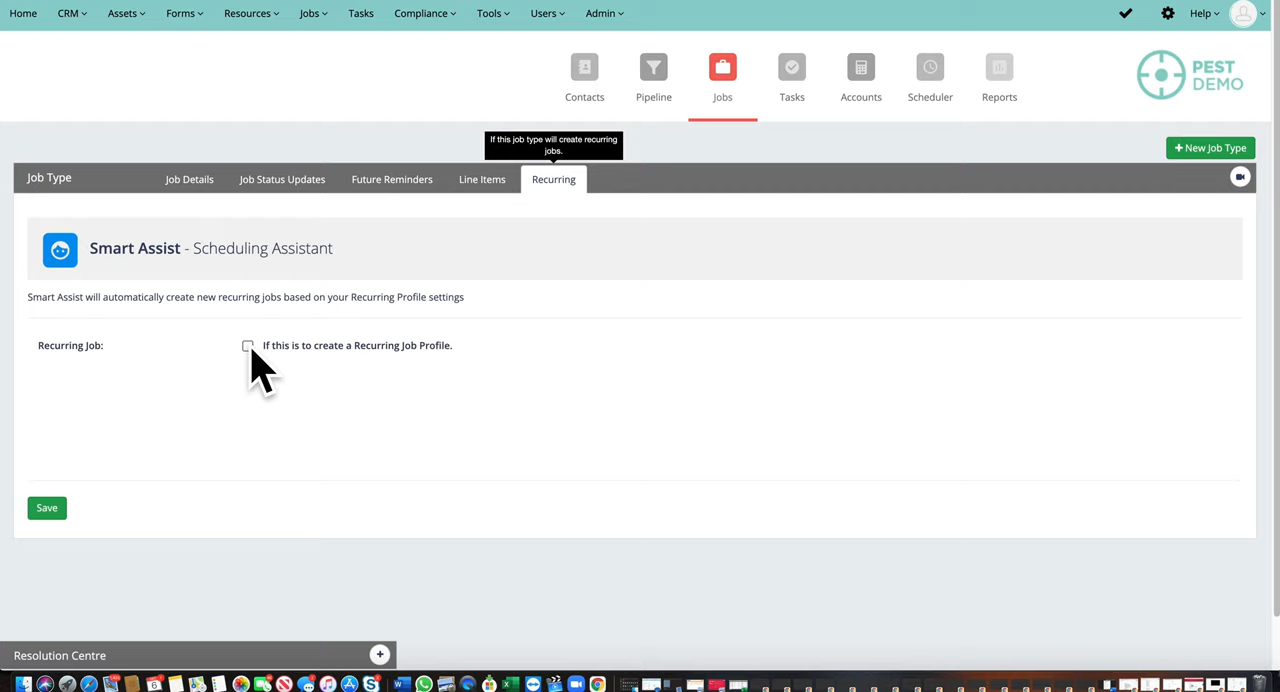 Home CRM Assets Forms Resources Jobs Tasks Compliance Tools Users Admin Help
Contacts Pipeline Jobs Tasks Accounts Scheduler Reports
PEST
DEMO
If this job type will create recurring
jobs.
+ New Job Type
Job Type Job Details Job Status Updates Future Reminders Line Items Recurring
Smart Assist - Scheduling Assistant
Smart Assist will automatically create new recurring jobs based on your Recurring Profile settings
Recurring Job: If this is to create a Recurring Job Profile.
Save
Resolution Centre +